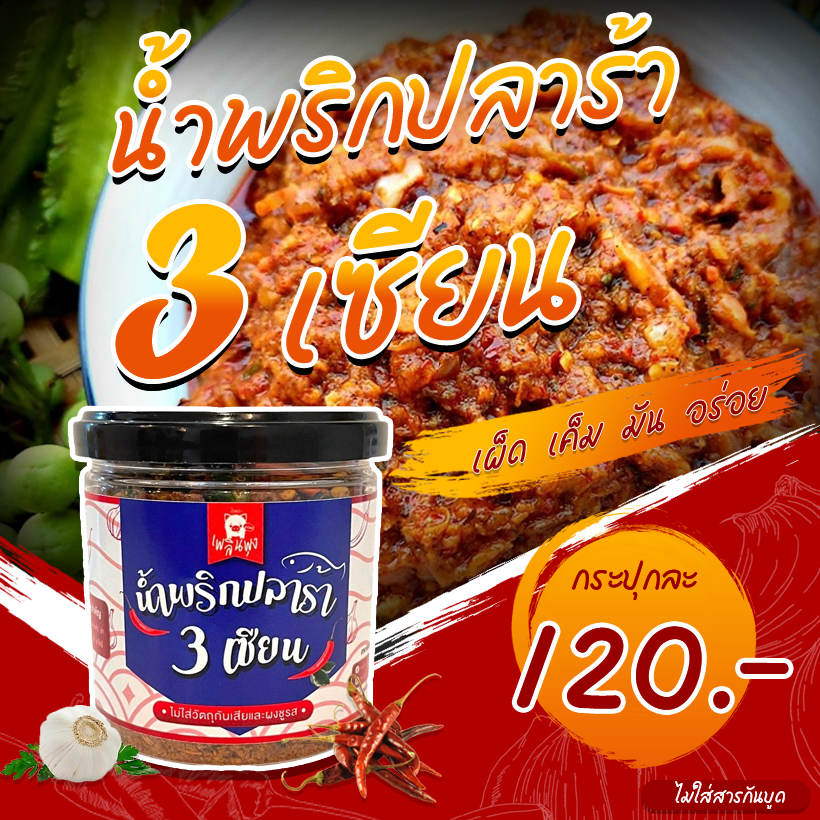 น้ำพริกปลาร้า
3 เซียน
เผ็ด เค็ม มัน อร่อย
เพลินพุง
น้ำพริกปลาร้า
3 เซียน
• ไม่ใส่วัตถุกันเสียและผงชูรส •
กระปุกละ
120.-
ไม่ใส่สารกันบูด